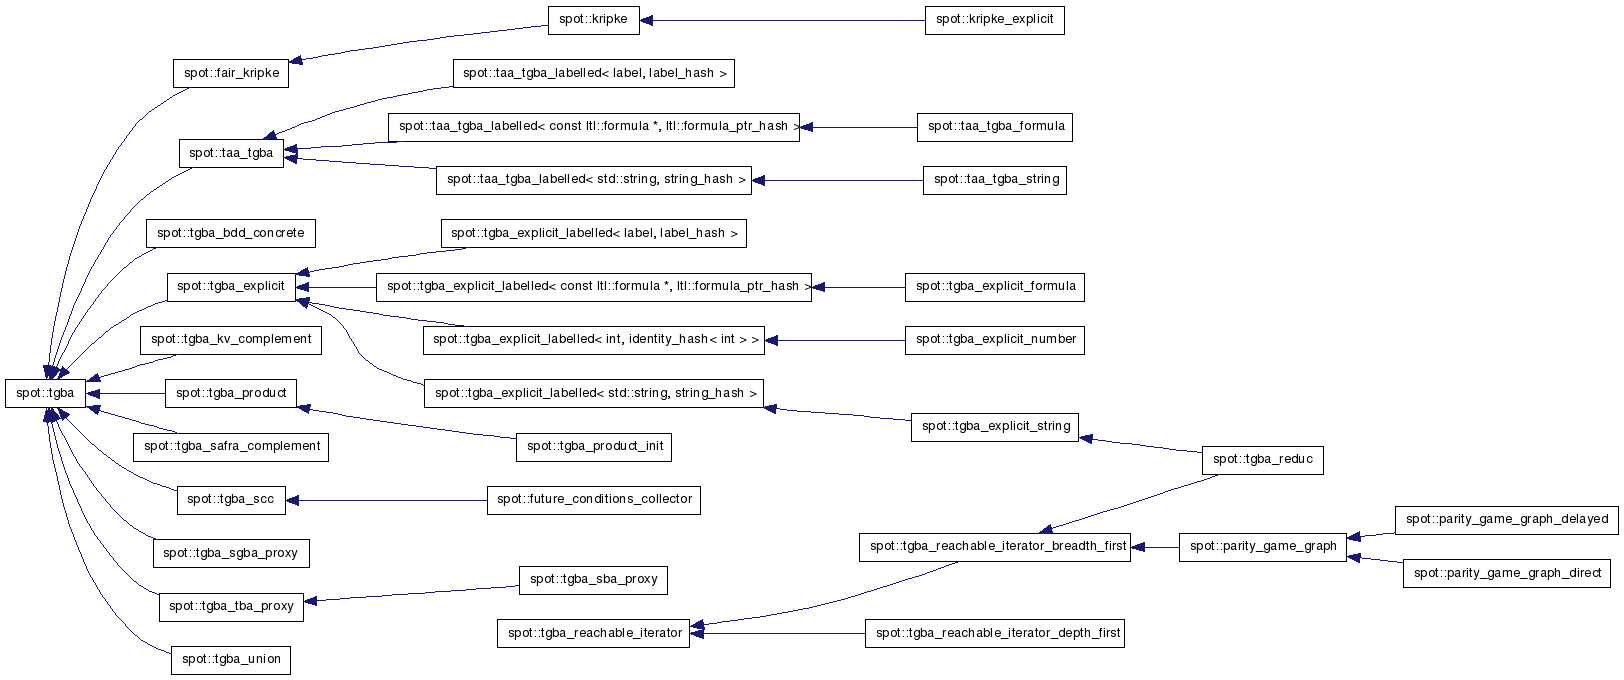 spot::kripke
spot::kripke_explicit
spot::fair_kripke
spot::taa_tgba_labelled< label, label_hash >
spot::taa_tgba_labelled< const ltl::formula *, ltl::formula_ptr_hash >
spot::taa_tgba_formula
spot::taa_tgba
spot::taa_tgba_labelled< std::string, string_hash >
spot::taa_tgba_string
spot::tgba_bdd_concrete
spot::tgba_explicit_labelled< label, label_hash >
spot::tgba_explicit
spot::tgba_explicit_labelled< const ltl::formula *, ltl::formula_ptr_hash >
spot::tgba_explicit_formula
spot::tgba_kv_complement
spot::tgba_explicit_labelled< int, identity_hash< int > >
spot::tgba_explicit_number
spot::tgba
spot::tgba_product
spot::tgba_explicit_labelled< std::string, string_hash >
spot::tgba_explicit_string
spot::tgba_safra_complement
spot::tgba_product_init
spot::tgba_reduc
spot::tgba_scc
spot::future_conditions_collector
spot::parity_game_graph_delayed
spot::tgba_sgba_proxy
spot::tgba_reachable_iterator_breadth_first
spot::parity_game_graph
spot::parity_game_graph_direct
spot::tgba_sba_proxy
spot::tgba_tba_proxy
spot::tgba_reachable_iterator
spot::tgba_reachable_iterator_depth_first
spot::tgba_union